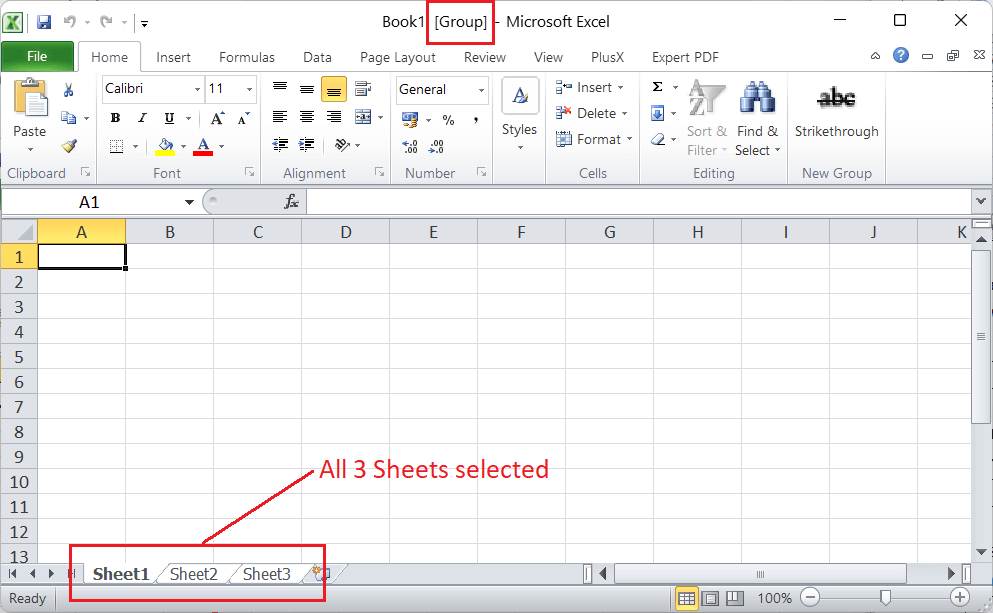 Book1 [Group] - Microsoft Excel
File Home Insert Formulas Data Page Layout Review View PlusX Expert PDF
Paste
Clipboard
Calibri 11
B I U A A
A
Font
Alignment
General
% ,
.00 .00
Number
A
Styles
Insert
Delete
Format
Cells
Σ
A Z
Sort & Filter
Find & Select
Editing
abc
Strikethrough
New Group
A1 fx
A B C D E F G H I J K
1
2
3
4
5
6
7
8
9
All 3 Sheets selected
10
11
12
13
Sheet1 Sheet2 Sheet3
Ready 100%